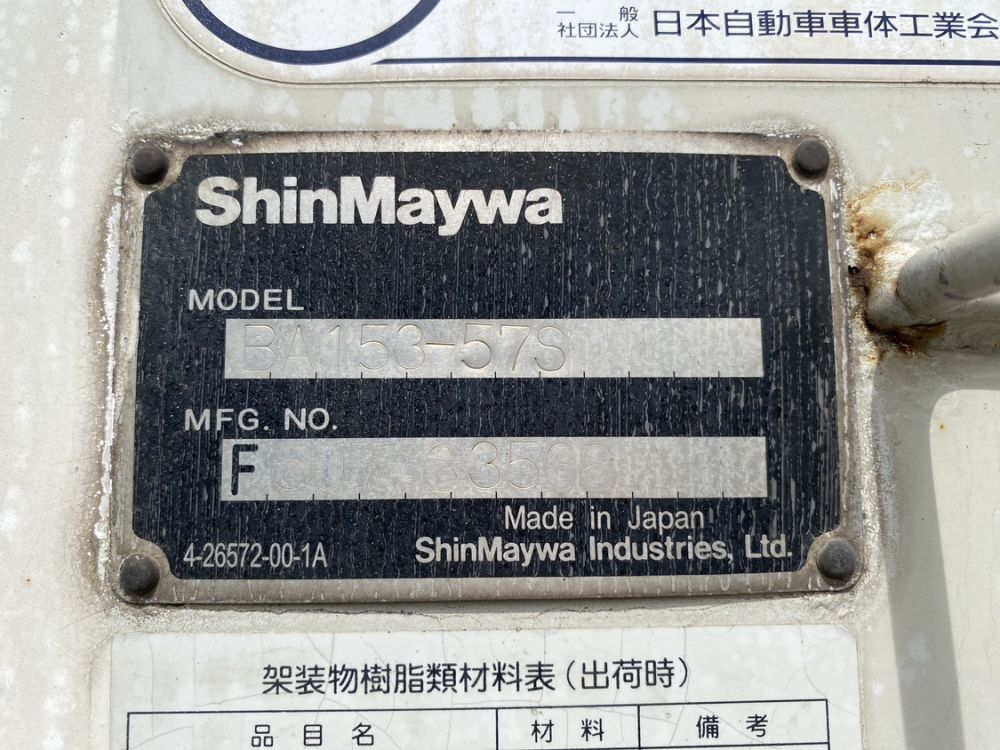 一般
社団法人 日本自動車車体工業会
ShinMaywa
MODEL
BA153-57S
MFG. NO.
F
Made in Japan
4-26572-00-1A ShinMaywa Industries, Ltd.
架装物樹脂類材料表(出荷時)
品目名 材料 備考